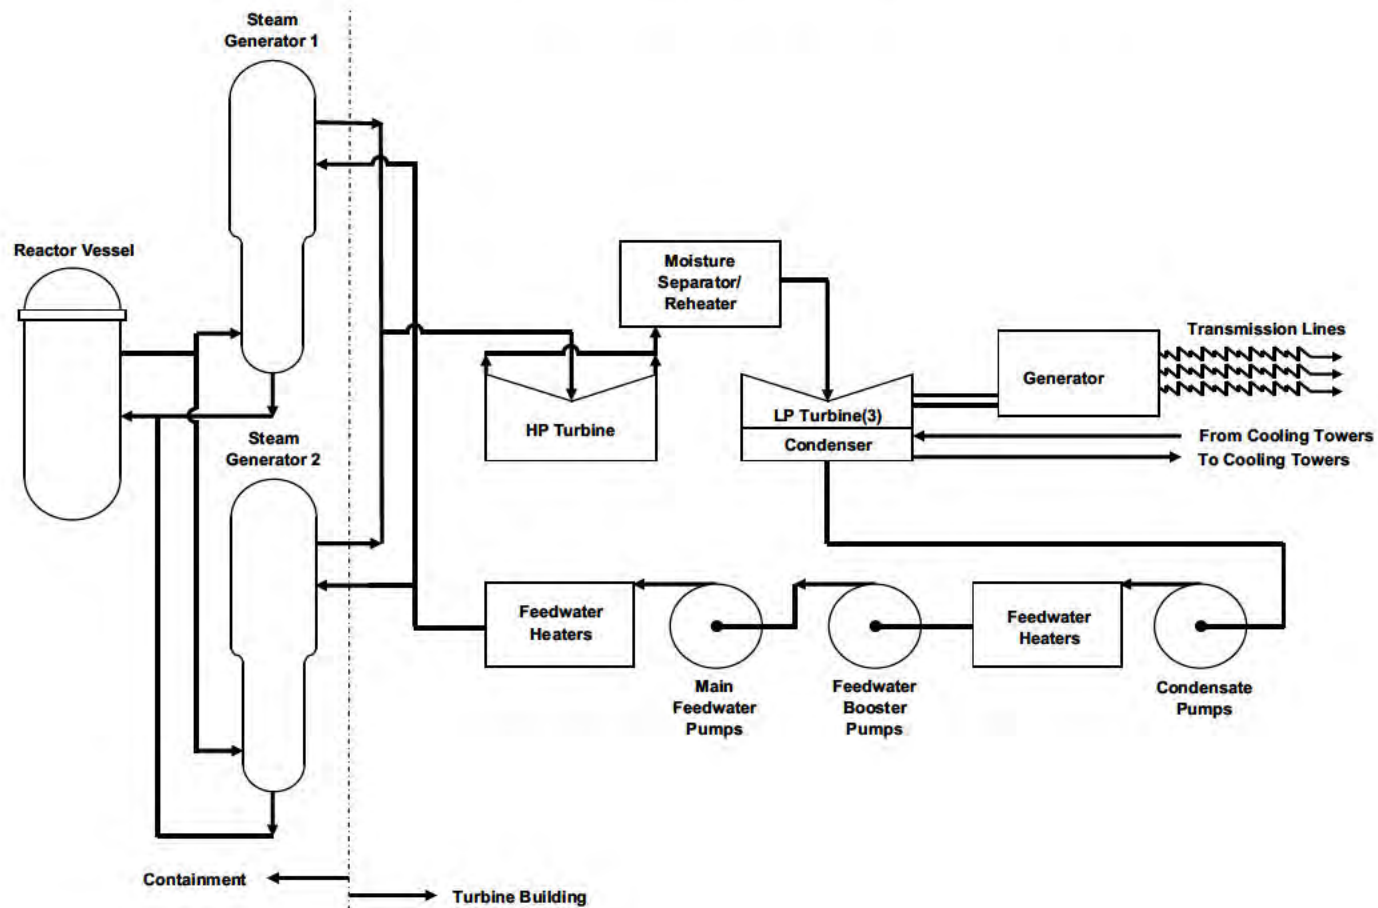 Steam
Generator 1
Reactor Vessel
Moisture
Separator/
Reheater
Transmission Lines
Generator
HP Turbine
LP Turbine(3)
Condenser
From Cooling Towers
To Cooling Towers
Steam
Generator 2
Feedwater
Heaters
Feedwater
Heaters
Main
Feedwater
Pumps
Feedwater
Booster
Pumps
Condensate
Pumps
Containment
Turbine Building